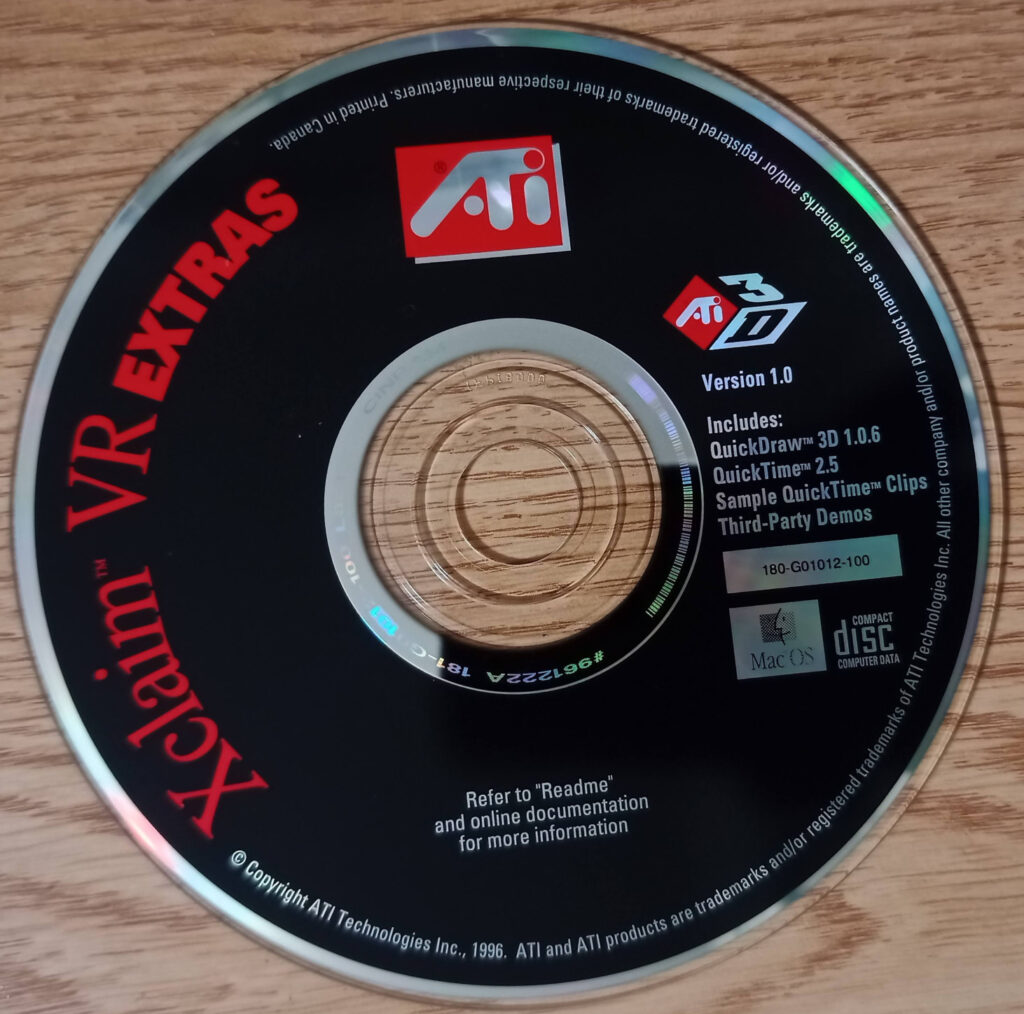 ATi ®
Xclaim™ VR EXTRAS
ATi 3D
Version 1.0
Includes:
QuickDraw™ 3D 1.0.6
QuickTime™ 2.5
Sample QuickTime™ Clips
Third-Party Demos
180-G01012-100
Mac OS
COMPACT
disc
COMPUTER DATA
Refer to "Readme"
and online documentation
for more information
© Copyright ATI Technologies Inc., 1996. ATI and ATI products are trademarks and/or registered trademarks of ATI Technologies Inc. All other company and/or product names are trademarks and/or registered trademarks of their respective manufacturers. Printed in Canada.
#961222A